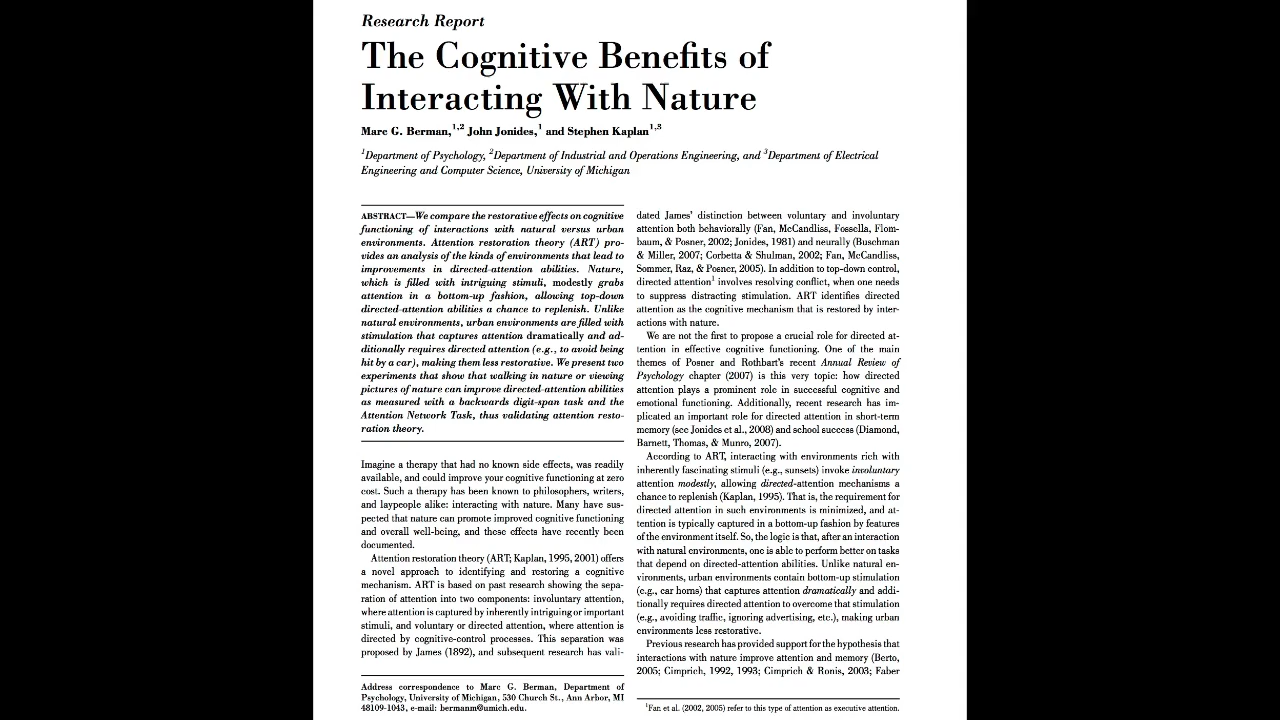 Research Report
The Cognitive Benefits of
Interacting With Nature
Marc G. Berman,1,2 John Jonides,1 and Stephen Kaplan1,3
1Department of Psychology, 2Department of Industrial and Operations Engineering, and 3Department of Electrical
Engineering and Computer Science, University of Michigan
ABSTRACT—We compare the restorative effects on cognitive
functioning of interactions with natural versus urban
environments. Attention restoration theory (ART) pro-
vides an analysis of the kinds of environments that lead to
improvements in directed-attention abilities. Nature,
which is filled with intriguing stimuli, modestly grabs
attention in a bottom-up fashion, allowing top-down
directed-attention abilities a chance to replenish. Unlike
natural environments, urban environments are filled with
stimulation that captures attention dramatically and ad-
ditionally requires directed attention (e.g., to avoid being
hit by a car), making them less restorative. We present two
experiments that show that walking in nature or viewing
pictures of nature can improve directed-attention abilities
as measured with a backwards digit-span task and the
Attention Network Task, thus validating attention resto-
ration theory.
Imagine a therapy that had no known side effects, was readily
available, and could improve your cognitive functioning at zero
cost. Such a therapy has been known to philosophers, writers,
and laypeople alike: interacting with nature. Many have sus-
pected that nature can promote improved cognitive functioning
and overall well-being, and these effects have recently been
documented.
Attention restoration theory (ART; Kaplan, 1995, 2001) offers
a novel approach to identifying and restoring a cognitive
mechanism. ART is based on past research showing the sepa-
ration of attention into two components: involuntary attention,
where attention is captured by inherently intriguing or important
stimuli, and voluntary or directed attention, where attention is
directed by cognitive-control processes. This separation was
proposed by James (1892), and subsequent research has vali-
Address correspondence to Marc G. Berman, Department of
Psychology, University of Michigan, 530 Church St., Ann Arbor, MI
48109-1043, e-mail: bermanm@umich.edu.
dated James' distinction between voluntary and involuntary
attention both behaviorally (Fan, McCandliss, Fossella, Flom-
baum, & Posner, 2002; Jonides, 1981) and neurally (Buschman
& Miller, 2007; Corbetta & Shulman, 2002; Fan, McCandliss,
Sommer, Raz, & Posner, 2005). In addition to top-down control,
directed attention1 involves resolving conflict, when one needs
to suppress distracting stimulation. ART identifies directed
attention as the cognitive mechanism that is restored by inter-
actions with nature.
We are not the first to propose a crucial role for directed at-
tention in effective cognitive functioning. One of the main
themes of Posner and Rothbart's recent Annual Review of
Psychology chapter (2007) is this very topic: how directed
attention plays a prominent role in successful cognitive and
emotional functioning. Additionally, recent research has im-
plicated an important role for directed attention in short-term
memory (see Jonides et al., 2008) and school success (Diamond,
Barnett, Thomas, & Munro, 2007).
According to ART, interacting with environments rich with
inherently fascinating stimuli (e.g., sunsets) invoke involuntary
attention modestly, allowing directed-attention mechanisms a
chance to replenish (Kaplan, 1995). That is, the requirement for
directed attention in such environments is minimized, and at-
tention is typically captured in a bottom-up fashion by features
of the environment itself. So, the logic is that, after an interaction
with natural environments, one is able to perform better on tasks
that depend on directed-attention abilities. Unlike natural en-
vironments, urban environments contain bottom-up stimulation
(e.g., car horns) that captures attention dramatically and addi-
tionally requires directed attention to overcome that stimulation
(e.g., avoiding traffic, ignoring advertising, etc.), making urban
environments less restorative.
Previous research has provided support for the hypothesis that
interactions with nature improve attention and memory (Berto,
2005; Cimprich, 1992, 1993; Cimprich & Ronis, 2003; Faber
1Fan et al. (2002, 2005) refer to this type of attention as executive attention.